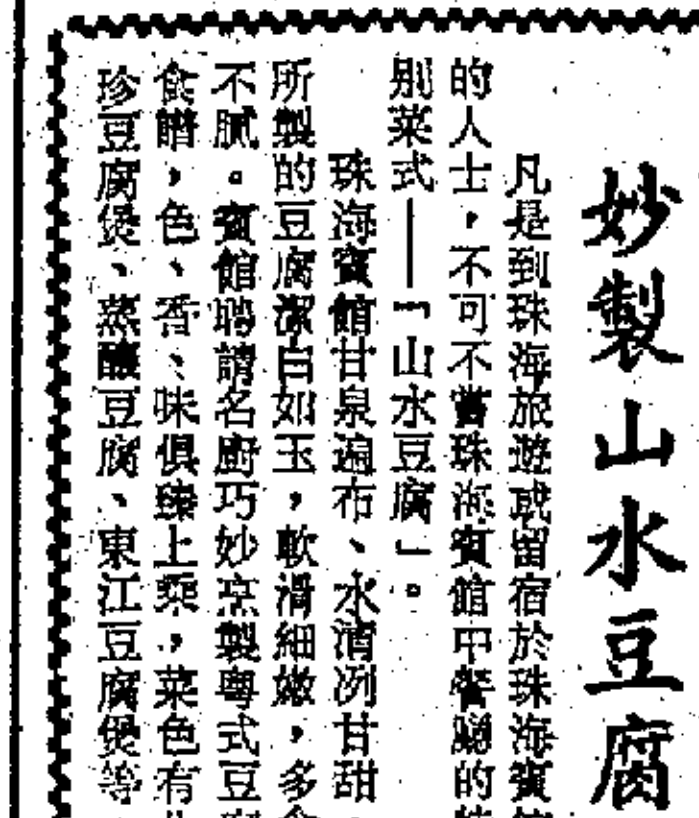 妙製山水豆腐
凡是到珠海旅遊或留宿於珠海賓館
的人士，不可不嘗珠海賓館中餐廳的特
別菜式——「山水豆腐」。
珠海賓館甘泉遍布、水清冽甘甜，
所製的豆腐潔白如玉，軟滑細嫩，多食
不膩。賓館聘請名廚巧妙烹製粵式豆腐
食譜，色、香、味俱臻上乘，菜色有
珍豆腐煲、蒸釀豆腐、東江豆腐煲等